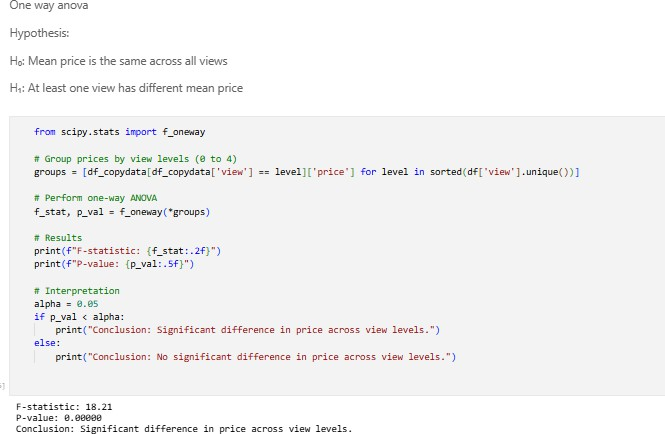 One way anova
Hypothesis:
H₀: Mean price is the same across all views
H₁: At least one view has different mean price
from scipy.stats import f_oneway
# Group prices by view levels (0 to 4)
groups = [df_copydata[df_copydata['view'] == level]['price'] for level in sorted(df['view'].unique())]
# Perform one-way ANOVA
f_stat, p_val = f_oneway(*groups)
# Results
print(f"F-statistic: {f_stat:.2f}")
print(f"P-value: {p_val:.5f}")
# Interpretation
alpha = 0.05
if p_val < alpha:
    print("Conclusion: Significant difference in price across view levels.")
else:
    print("Conclusion: No significant difference in price across view levels.")
F-statistic: 18.21
P-value: 0.00000
Conclusion: Significant difference in price across view levels.